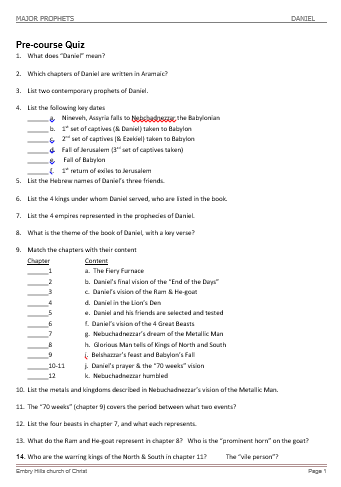 MAJOR PROPHETS DANIEL
Pre-course Quiz
1. What does "Daniel" mean?
2. Which chapters of Daniel are written in Aramaic?
3. List two contemporary prophets of Daniel.
4. List the following key dates
______a. Nineveh, Assyria falls to Nebchadnezzar, the Babylonian
______b. 1st set of captives (& Daniel) taken to Babylon
______c. 2nd set of captives (& Ezekiel) taken to Babylon
______d. Fall of Jerusalem (3rd set of captives taken)
______e. Fall of Babylon
______f. 1st return of exiles to Jerusalem
5. List the Hebrew names of Daniel's three friends.
6. List the 4 kings under whom Daniel served, who are listed in the book.
7. List the 4 empires represented in the prophecies of Daniel.
8. What is the theme of the book of Daniel, with a key verse?
9. Match the chapters with their content
Chapter Content
______1 a. The Fiery Furnace
______2 b. Daniel's final vision of the "End of the Days"
______3 c. Daniel's vision of the Ram & He-goat
______4 d. Daniel in the Lion's Den
______5 e. Daniel and his friends are selected and tested
______6 f. Daniel's vision of the 4 Great Beasts
______7 g. Nebuchadnezzar's dream of the Metallic Man
______8 h. Glorious Man tells of Kings of North and South
______9 i. Belshazzar's feast and Babylon's Fall
______10-11 j. Daniel's prayer & the "70 weeks" vision
______12 k. Nebuchadnezzar humbled
10. List the metals and kingdoms described in Nebuchadnezzar's vision of the Metallic Man.
11. The "70 weeks" (chapter 9) covers the period between what two events?
12. List the four beasts in chapter 7, and what each represents.
13. What do the Ram and He-goat represent in chapter 8? Who is the "prominent horn" on the goat?
14. Who are the warring kings of the North & South in chapter 11? The "vile person"?
Embry Hills church of Christ Page 1